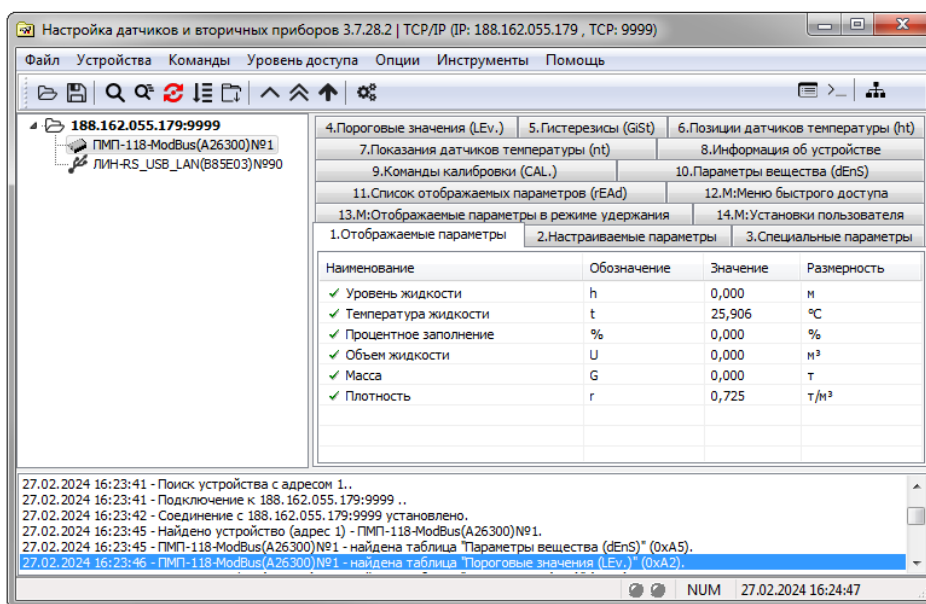 Настройка датчиков и вторичных приборов 3.7.28.2 | TCP/IP (IP: 188.162.055.179 , TCP: 9999)
Файл Устройства Команды Уровень доступа Опции Инструменты Помощь
188.162.055.179:9999
ПМП-118-ModBus(A26300)№1
ЛИН-RS_USB_LAN(B85E03)№90
4.Пороговые значения (LEv.) 5.Гистерезисы (GiSt) 6.Позиции датчиков температуры (ht)
7.Показания датчиков температуры (nt) 8.Информация об устройстве
9.Команды калибровки (CAL.) 10.Параметры вещества (dEnS)
11.Список отображаемых параметров (rEAd) 12.М:Меню быстрого доступа
13.М:Отображаемые параметры в режиме удержания 14.М:Установки пользователя
1.Отображаемые параметры 2.Настраиваемые параметры 3.Специальные параметры
Наименование Обозначение Значение Размерность
Уровень жидкости h 0,000 м
Температура жидкости t 25,906 °C
Процентное заполнение % 0,000 %
Объем жидкости U 0,000 м³
Масса G 0,000 т
Плотность r 0,725 т/м³
27.02.2024 16:23:41 - Поиск устройства с адресом 1..
27.02.2024 16:23:41 - Подключение к 188.162.055.179:9999 ..
27.02.2024 16:23:42 - Соединение с 188.162.055.179:9999 установлено.
27.02.2024 16:23:45 - Найдено устройство (адрес 1) - ПМП-118-ModBus(A26300)№1.
27.02.2024 16:23:45 - ПМП-118-ModBus(A26300)№1 - найдена таблица "Параметры вещества (dEnS)" (0xA5).
27.02.2024 16:23:46 - ПМП-118-ModBus(A26300)№1 - найдена таблица "Пороговые значения (LEv.)" (0xA2).
NUM 27.02.2024 16:24:47